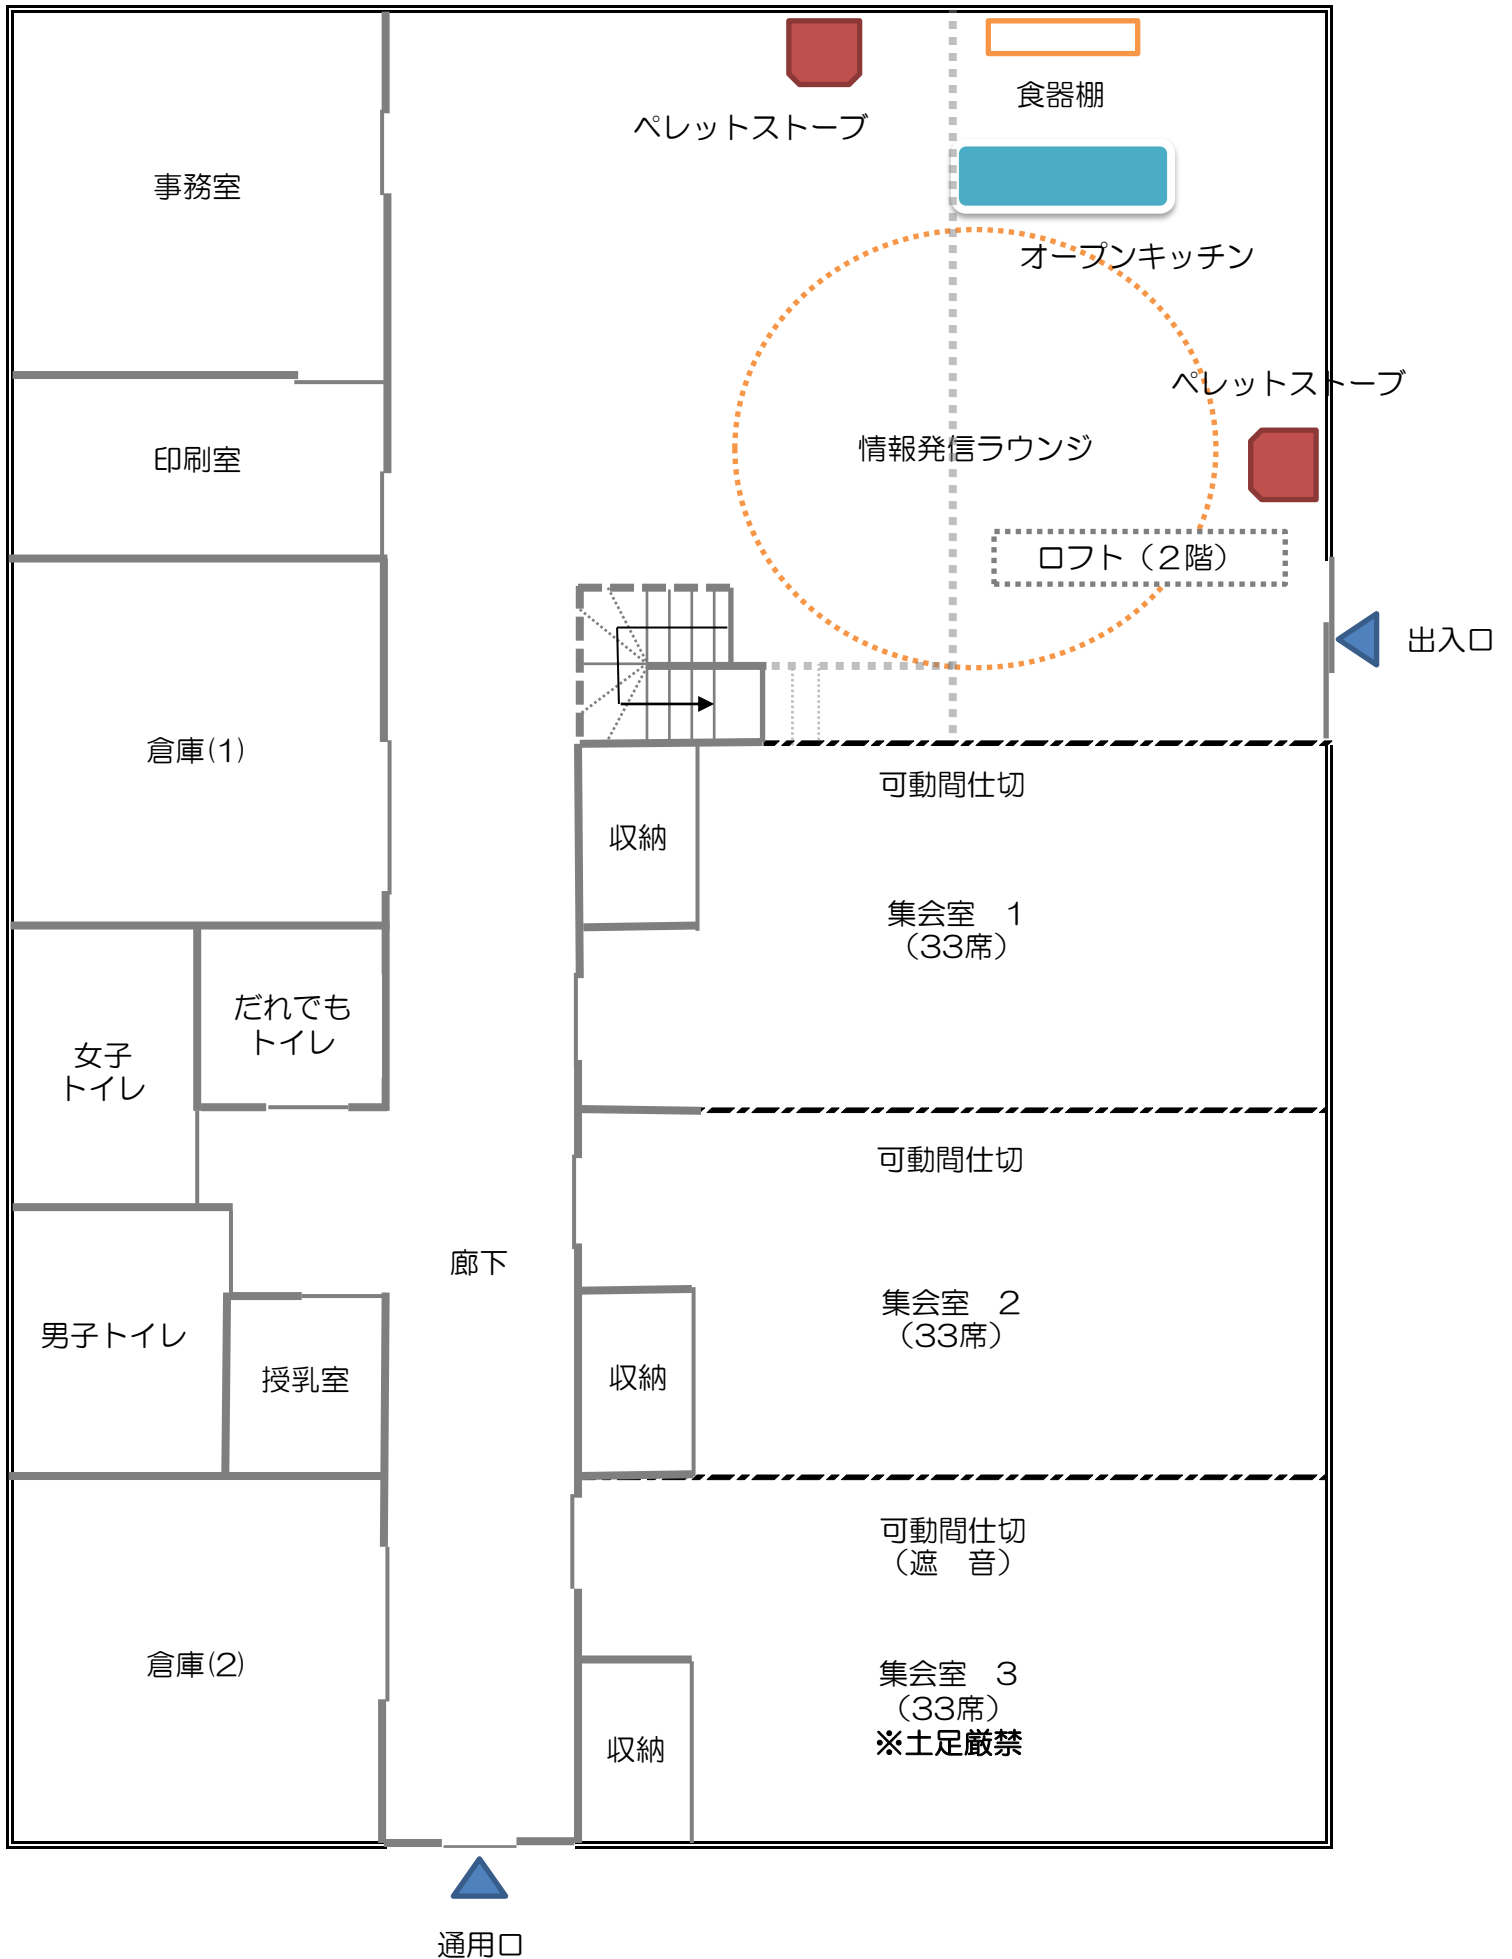 食器棚
ペレットストーブ
事務室
オープンキッチン
ペレットストーブ
情報発信ラウンジ
印刷室
ロフト（２階）
出入口
倉庫(1)
可動間仕切
収納
集会室　1
（33席）
だれでも
トイレ
女子
トイレ
可動間仕切
廊下
集会室　2
（33席）
男子トイレ
授乳室
収納
可動間仕切
（遮　音）
倉庫(2)
集会室　3
（33席）
※土足厳禁
収納
通用口